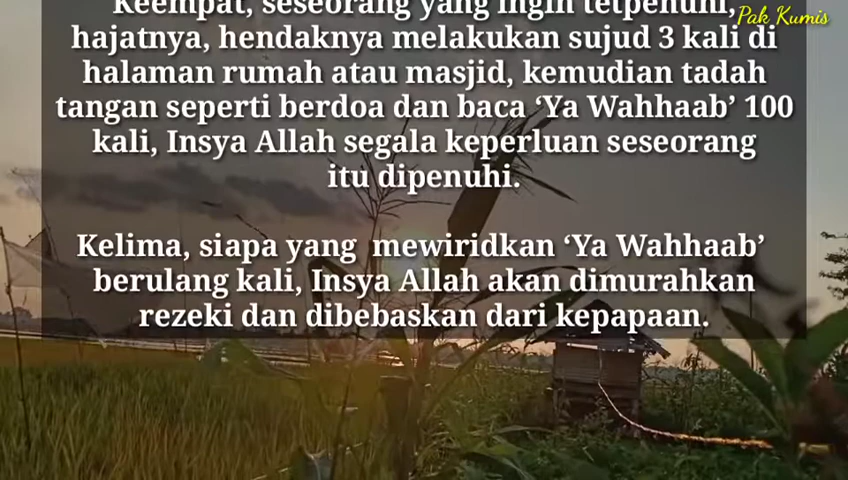 Pak Kumis
Keempat, seseorang yang ingin tetpenuhi,
hajatnya, hendaknya melakukan sujud 3 kali di
halaman rumah atau masjid, kemudian tadah
tangan seperti berdoa dan baca ‘Ya Wahhaab’ 100
kali, Insya Allah segala keperluan seseorang
itu dipenuhi.
Kelima, siapa yang mewiridkan ‘Ya Wahhaab’
berulang kali, Insya Allah akan dimurahkan
rezeki dan dibebaskan dari kepapaan.